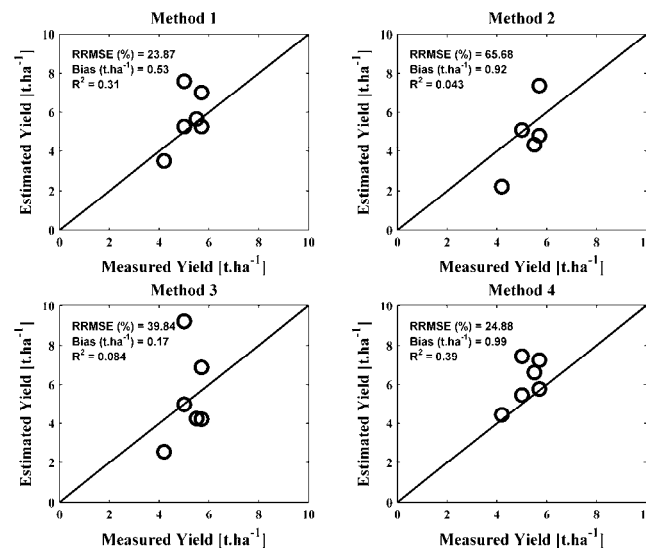 Method 1
RRMSE (%) = 23.87
Bias (t.ha⁻¹) = 0.53
R² = 0.31
Estimated Yield [t.ha⁻¹]
10
8
6
4
2
0
0 2 4 6 8 10
Measured Yield [t.ha⁻¹]
Method 2
RRMSE (%) = 65.68
Bias (t.ha⁻¹) = 0.92
R² = 0.043
Estimated Yield [t.ha⁻¹]
10
8
6
4
2
0
0 2 4 6 8 10
Measured Yield [t.ha⁻¹]
Method 3
RRMSE (%) = 39.84
Bias (t.ha⁻¹) = 0.17
R² = 0.084
Estimated Yield [t.ha⁻¹]
10
8
6
4
2
0
0 2 4 6 8 10
Measured Yield [t.ha⁻¹]
Method 4
RRMSE (%) = 24.88
Bias (t.ha⁻¹) = 0.99
R² = 0.39
Estimated Yield [t.ha⁻¹]
10
8
6
4
2
0
0 2 4 6 8 10
Measured Yield [t.ha⁻¹]